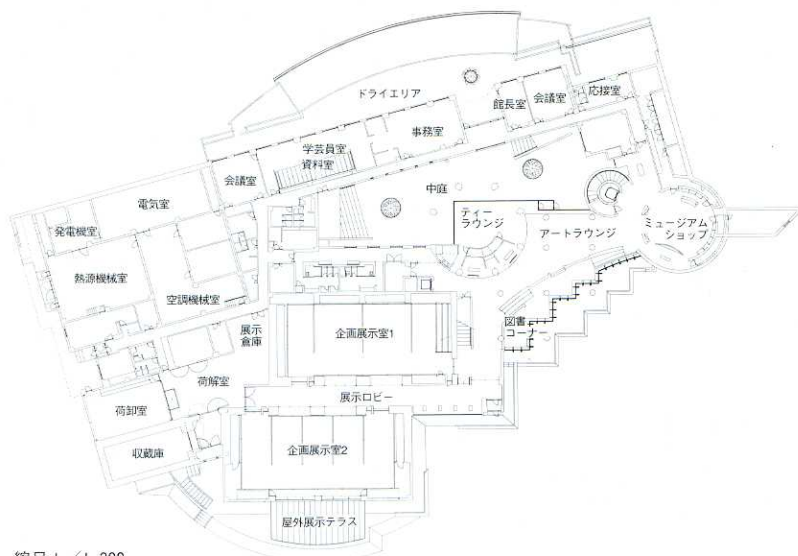 ドライエリア
館長室
会議室
応接室
事務室
学芸員室
資料室
会議室
電気室
中庭
発電機室
ティー
ラウンジ
アートラウンジ
ミュージアム
ショップ
熱源機械室
空調機械室
展示
倉庫
企画展示室1
図書
コーナー
荷解室
展示ロビー
荷卸室
収蔵庫
企画展示室2
屋外展示テラス